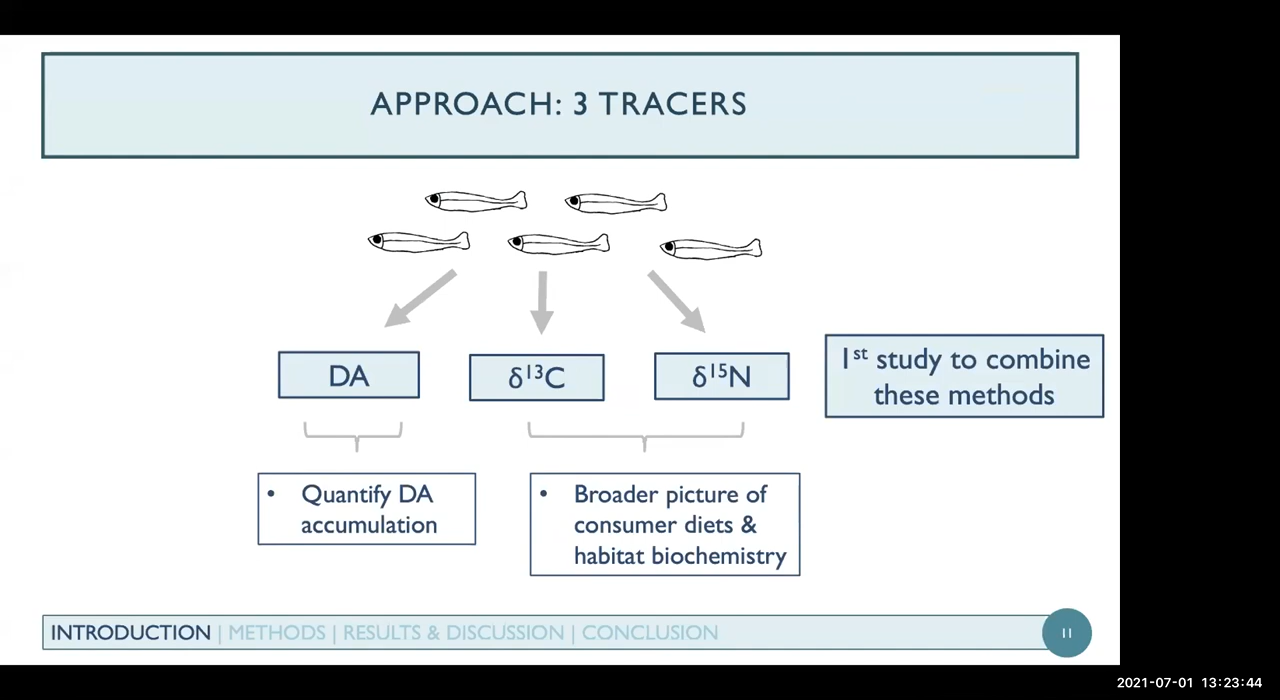 APPROACH: 3 TRACERS
DA
δ¹³C
δ¹⁵N
1ˢᵗ study to combine
these methods
• Quantify DA
accumulation
• Broader picture of
consumer diets &
habitat biochemistry
INTRODUCTION | METHODS | RESULTS & DISCUSSION | CONCLUSION
11
2021-07-01 13:23:44